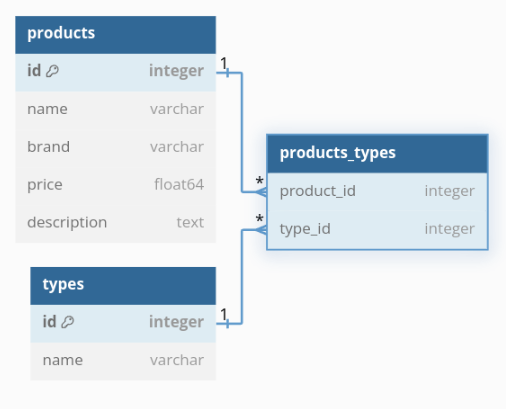 products
id integer
name varchar
brand varchar
price float64
description text
1
*
*
1
products_types
product_id integer
type_id integer
types
id integer
name varchar